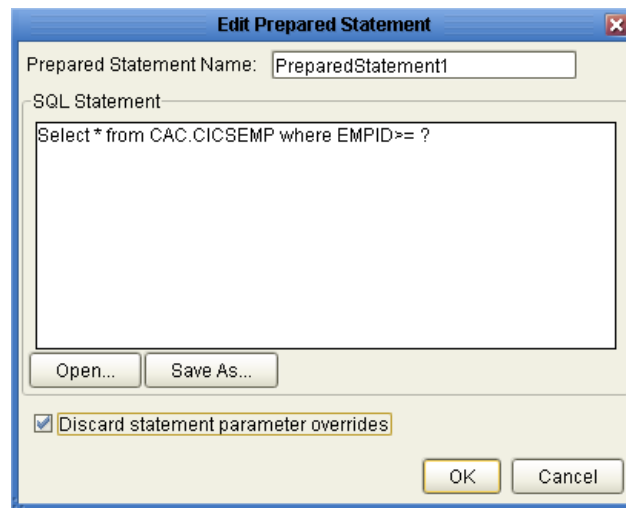 Edit Prepared Statement
Prepared Statement Name: PreparedStatement1
SQL Statement
Select * from CAC.CICSEMP where EMPID>= ?
Open... Save As...
Discard statement parameter overrides
OK Cancel